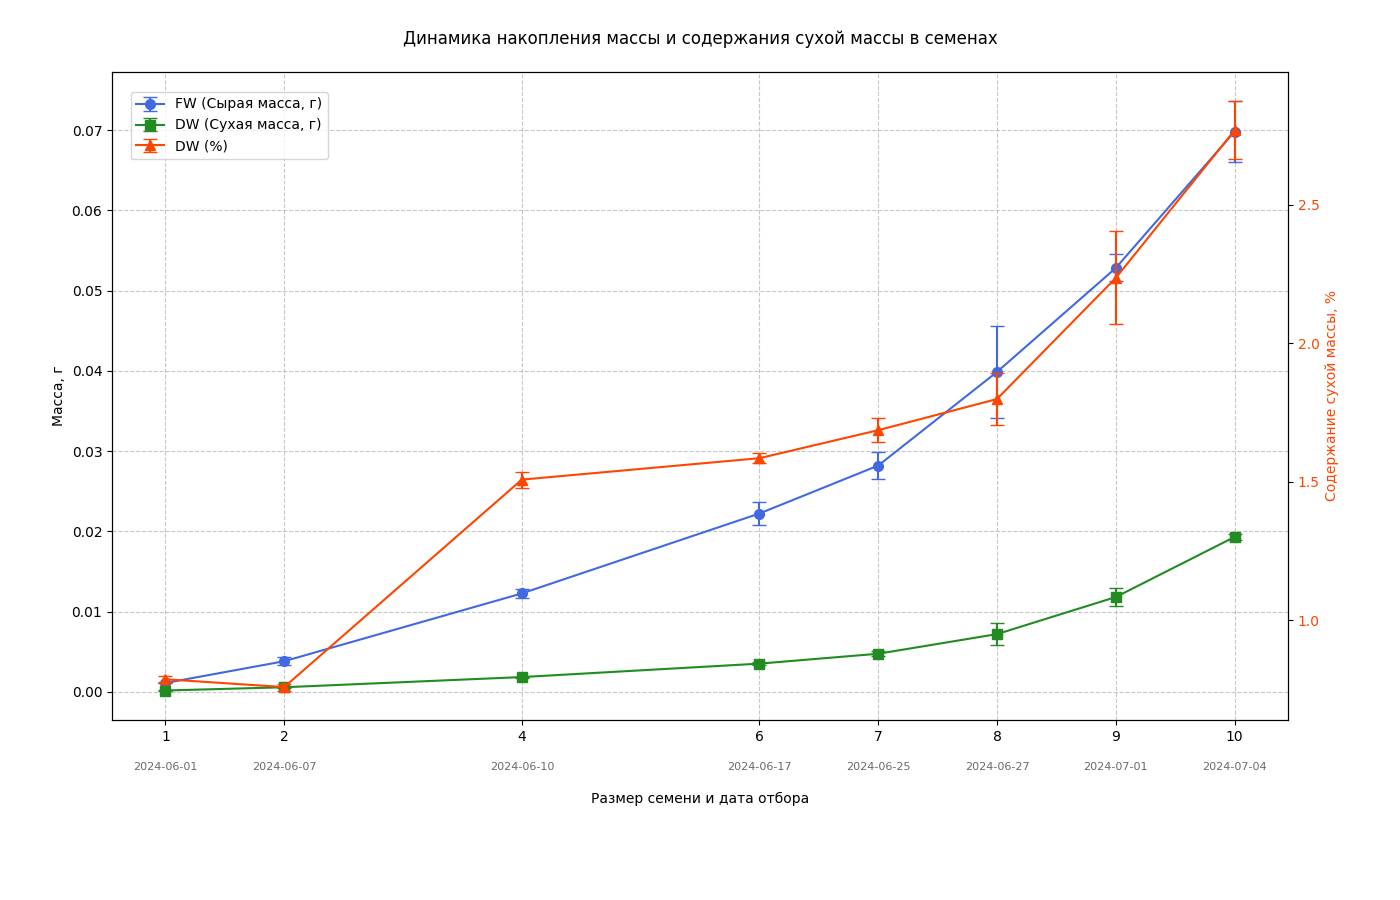 Динамика накопления массы и содержания сухой массы в семенах
FW (Сырая масса, г)
DW (Сухая масса, г)
DW (%)
0.07
0.06
0.05
0.04
0.03
0.02
0.01
0.00
Масса, г
2.5
2.0
1.5
1.0
Содержание сухой массы, %
1 2 4 6 7 8 9 10
2024-06-01 2024-06-07 2024-06-10 2024-06-17 2024-06-25 2024-06-27 2024-07-01 2024-07-04
Размер семени и дата отбора